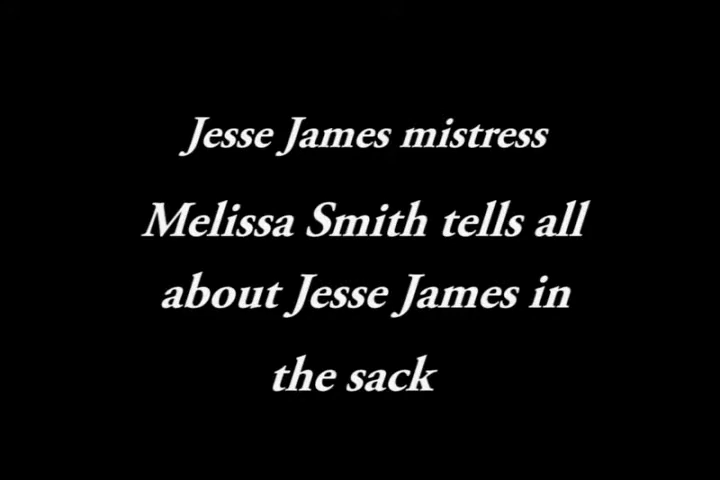 Jesse James mistress
Melissa Smith tells all
about Jesse James in
the sack